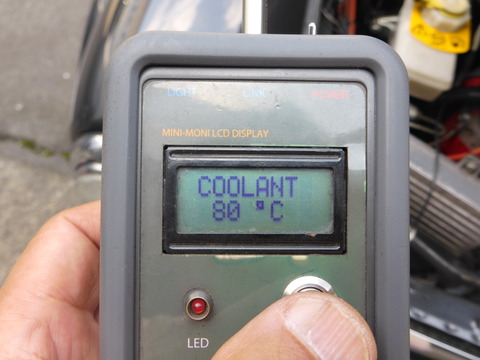 LIGHT LINK POWER
MINI-MONI LCD DISPLAY
COOLANT
80 °C
LED